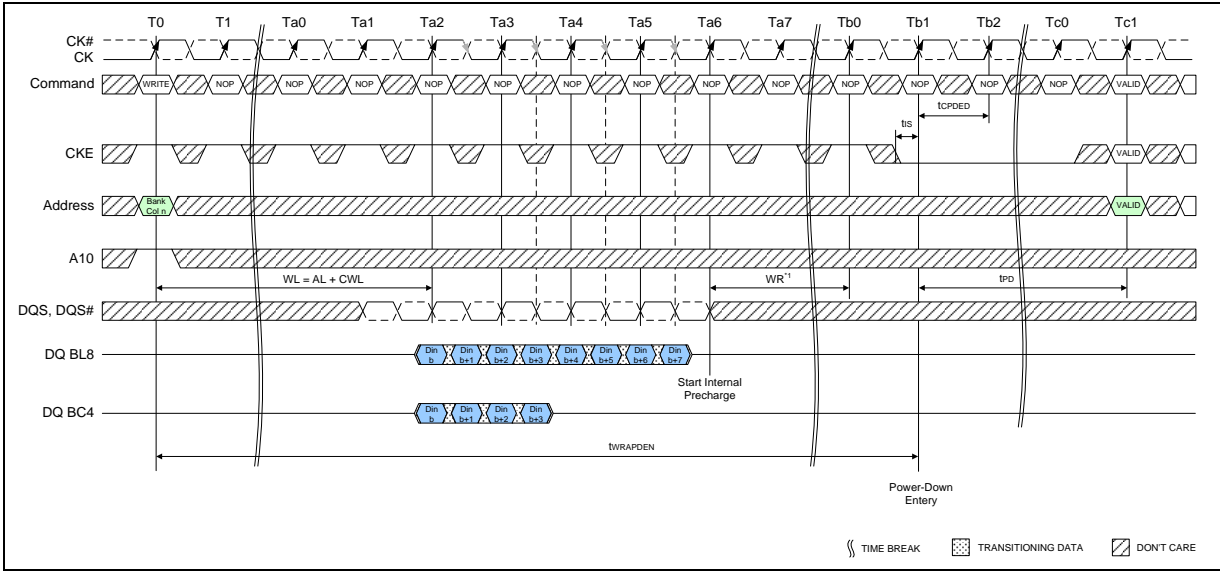 T0 T1 Ta0 Ta1 Ta2 Ta3 Ta4 Ta5 Ta6 Ta7 Tb0 Tb1 Tb2 Tc0 Tc1
CK#
CK
Command WRITE NOP NOP NOP NOP NOP NOP NOP NOP NOP NOP NOP NOP NOP VALID
tCPDED
tIS
CKE VALID
Address Bank Col n VALID
A10
WL = AL + CWL WR*1 tPD
DQS, DQS#
DQ BL8 Din b Din b+1 Din b+2 Din b+3 Din b+4 Din b+5 Din b+6 Din b+7
Start Internal
Precharge
DQ BC4 Din b Din b+1 Din b+2 Din b+3
tWRAPDEN
Power-Down
Entery
TIME BREAK TRANSITIONING DATA DON'T CARE